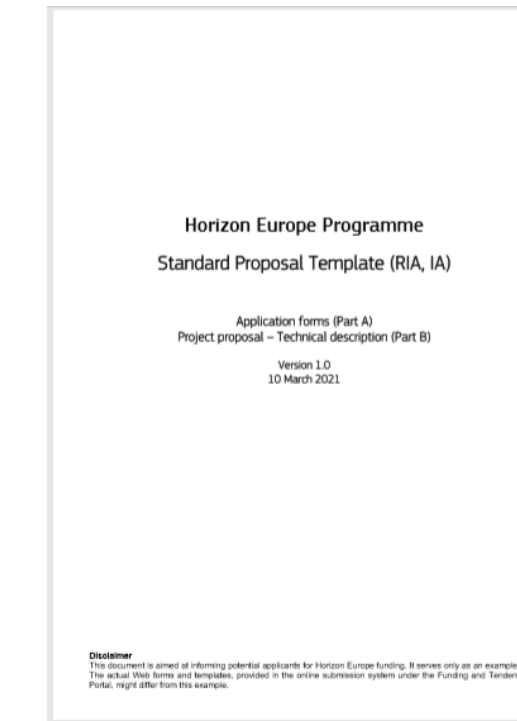 Horizon Europe Programme
Standard Proposal Template (RIA, IA)
Application forms (Part A)
Project proposal – Technical description (Part B)
Version 1.0
10 March 2021
Disclaimer
This document is aimed at informing potential applicants for Horizon Europe funding. It serves only as an example
The actual Web forms and templates, provided in the online submission system under the Funding and Tenders
Portal, might differ from this example.